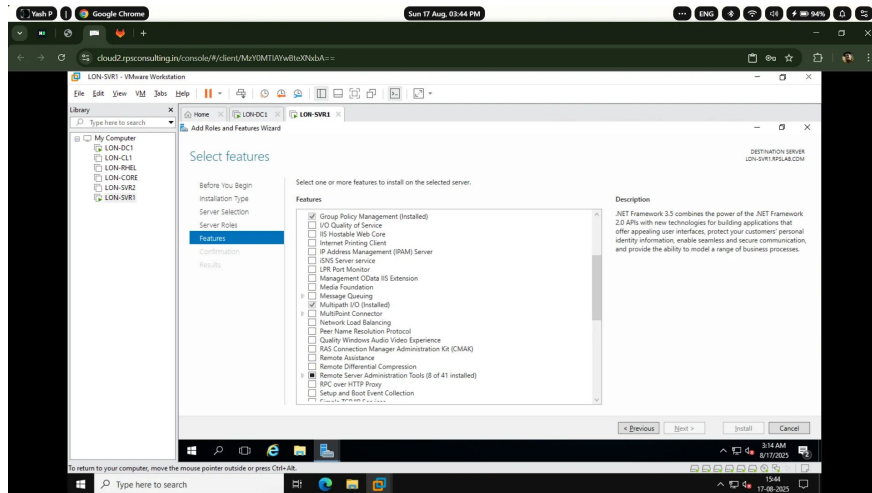 Yash P
Google Chrome
Sun 17 Aug, 03:44 PM
ENG
94%
cloud2.rpsconsulting.in/console/#/client/MzY0MTIAYwBteXNxbA==
LON-SVR1 - VMware Workstation
File Edit View VM Tabs Help
Library
Type here to search
My Computer
LON-DC1
LON-CL1
LON-RHEL
LON-CORE
LON-SVR2
LON-SVR1
Home
LON-DC1
LON-SVR1
Add Roles and Features Wizard
Select features
DESTINATION SERVER
LON-SVR1.RPSLAB.COM
Before You Begin
Installation Type
Server Selection
Server Roles
Features
Confirmation
Results
Select one or more features to install on the selected server.
Features
Group Policy Management (Installed)
I/O Quality of Service
IIS Hostable Web Core
Internet Printing Client
IP Address Management (IPAM) Server
iSNS Server service
LPR Port Monitor
Management OData IIS Extension
Media Foundation
Message Queuing
Multipath I/O (Installed)
MultiPoint Connector
Network Load Balancing
Peer Name Resolution Protocol
Quality Windows Audio Video Experience
RAS Connection Manager Administration Kit (CMAK)
Remote Assistance
Remote Differential Compression
Remote Server Administration Tools (8 of 41 installed)
RPC over HTTP Proxy
Setup and Boot Event Collection
Simple TCP/IP Services
Description
.NET Framework 3.5 combines the power of the .NET Framework
2.0 APIs with new technologies for building applications that
offer appealing user interfaces, protect your customers' personal
identity information, enable seamless and secure communication,
and provide the ability to model a range of business processes.
< Previous
Next >
Install
Cancel
3:14 AM
8/17/2025
To return to your computer, move the mouse pointer outside or press Ctrl+Alt.
Type here to search
15:44
17-08-2025